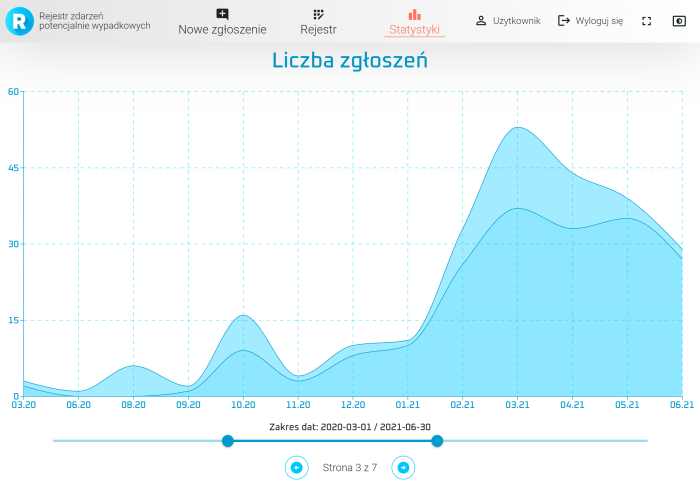 R
Rejestr zdarzeń
potencjalnie wypadkowych
Nowe zgłoszenie
Rejestr
Statystyki
Użytkownik
Wyloguj się
Liczba zgłoszeń
60
45
30
15
0
03.20 06.20 08.20 09.20 10.20 11.20 12.20 01.21 02.21 03.21 04.21 05.21 06.21
Zakres dat: 2020-03-01 / 2021-06-30
Strona 3 z 7